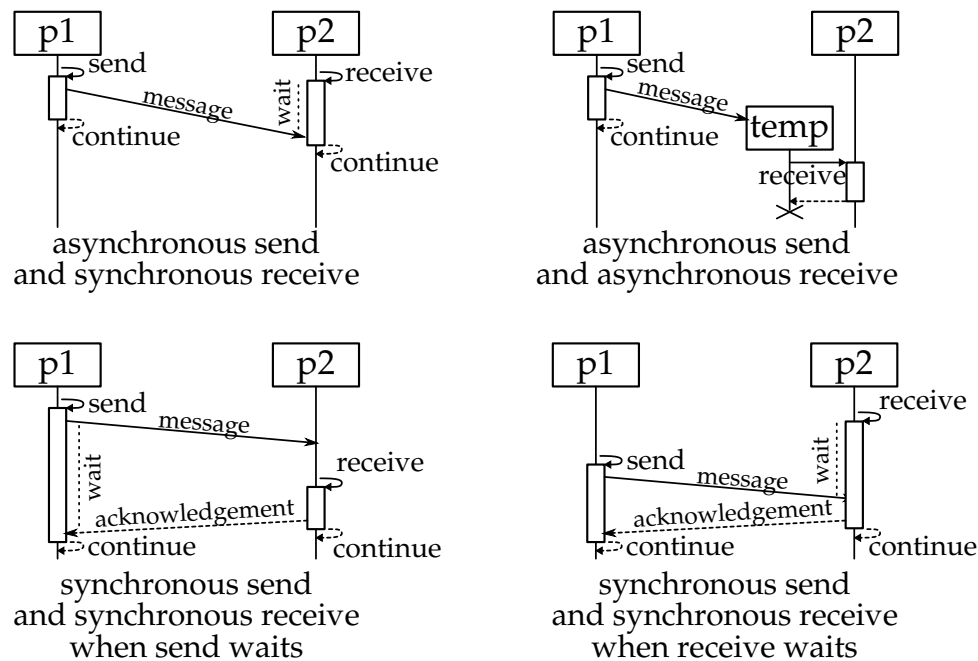 p1
p2
send
receive
message
wait
continue
continue
asynchronous send
and synchronous receive
p1
p2
send
message
temp
continue
receive
asynchronous send
and asynchronous receive
p1
p2
send
message
wait
receive
acknowledgement
continue
continue
synchronous send
and synchronous receive
when send waits
p1
p2
receive
wait
send
message
acknowledgement
continue
continue
synchronous send
and synchronous receive
when receive waits